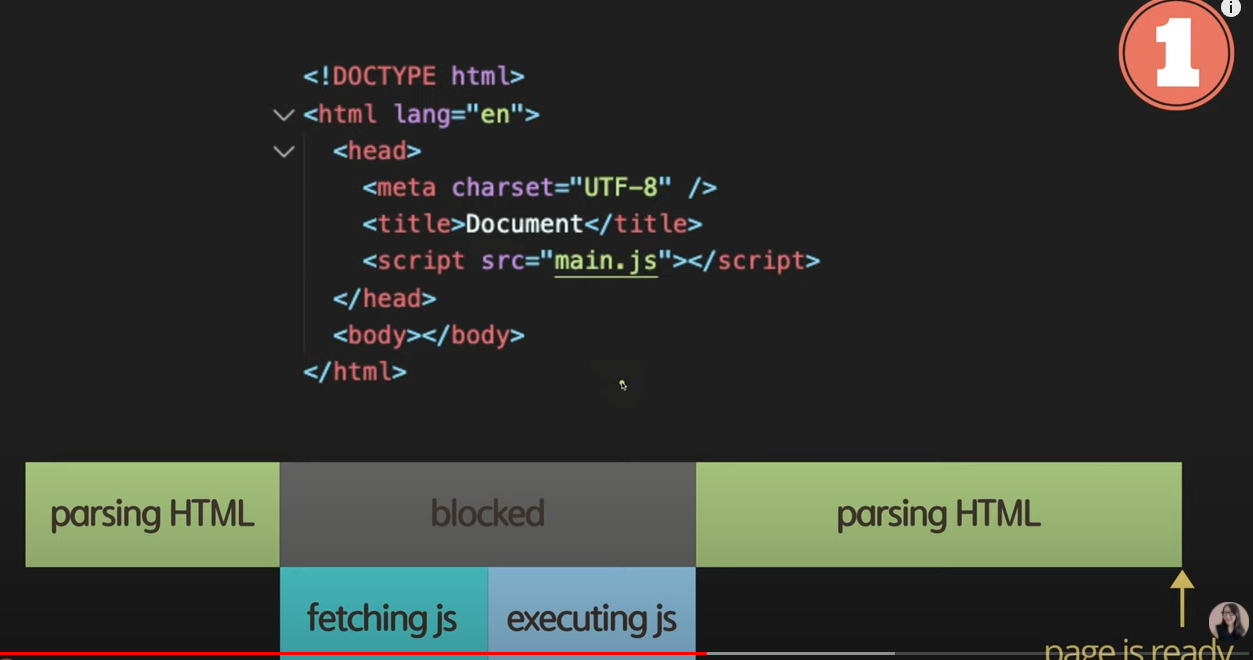 1
i
<!DOCTYPE html>
<html lang="en">
<head>
<meta charset="UTF-8" />
<title>Document</title>
<script src="main.js"></script>
</head>
<body></body>
</html>
parsing HTML
blocked
parsing HTML
fetching js
executing js
page is ready